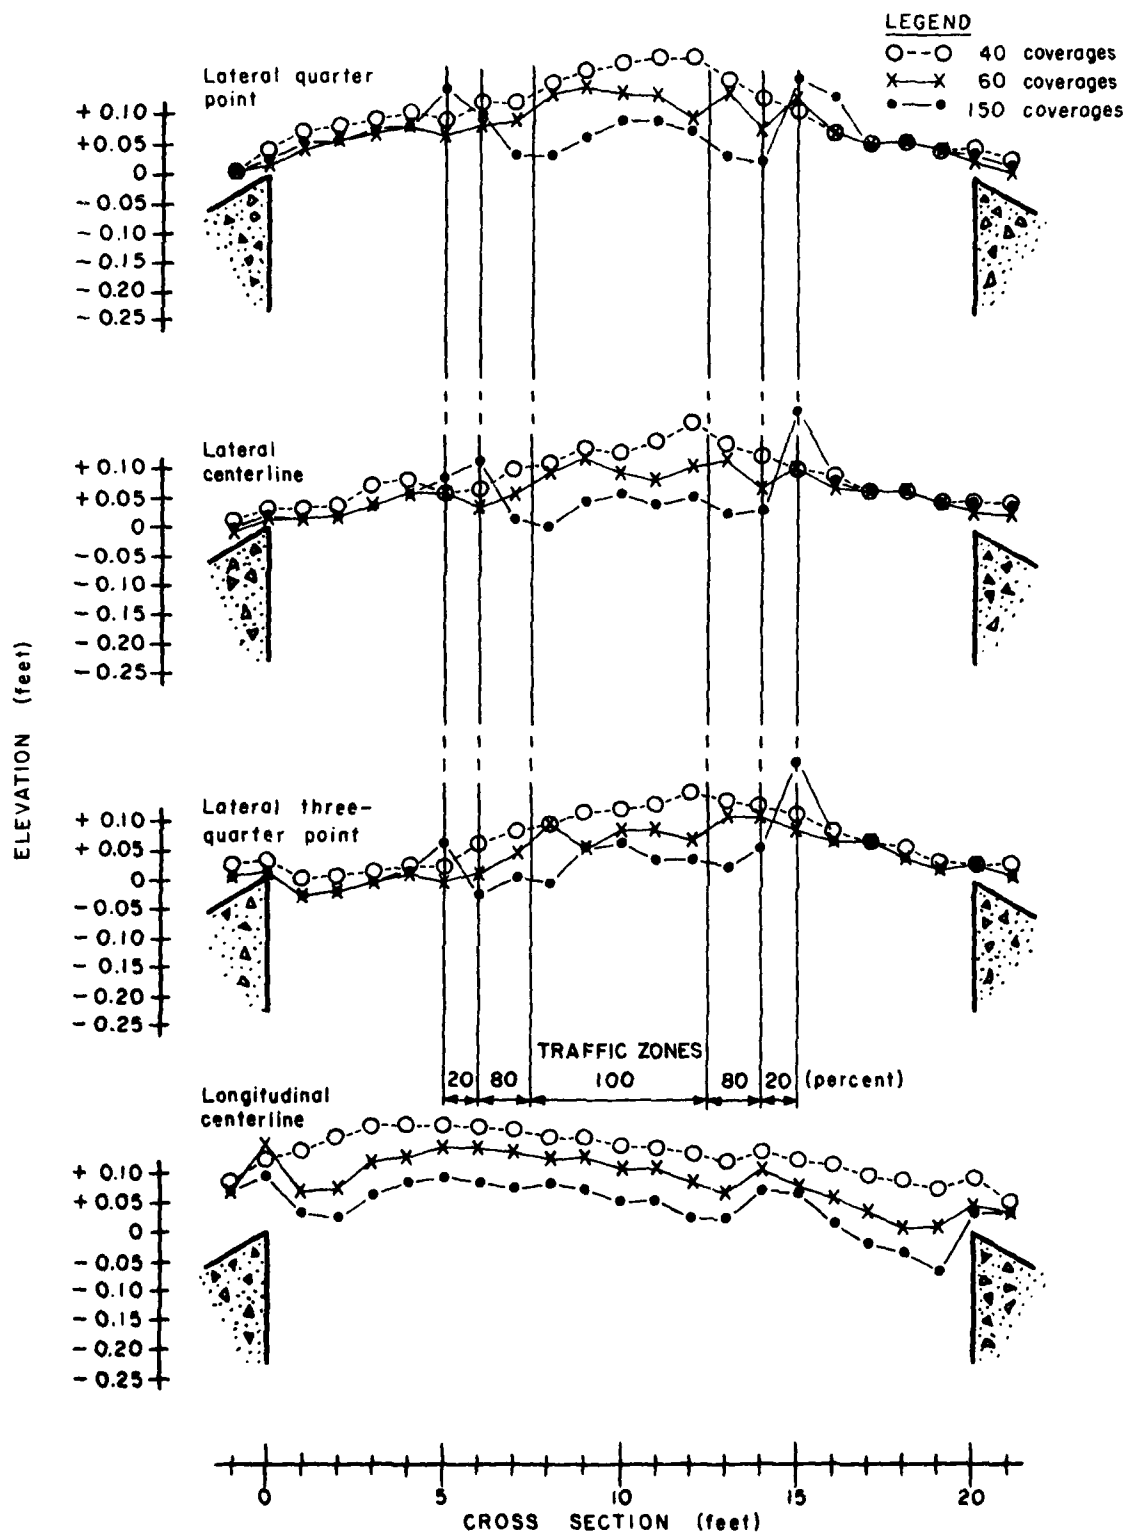 LEGEND
40 coverages
60 coverages
150 coverages
Lateral quarter
point
+ 0.10
+ 0.05
0
- 0.05
- 0.10
- 0.15
- 0.20
- 0.25
Lateral
centerline
+ 0.10
+ 0.05
0
- 0.05
- 0.10
- 0.15
- 0.20
- 0.25
ELEVATION (feet)
Lateral three-
quarter point
+ 0.10
+ 0.05
0
- 0.05
- 0.10
- 0.15
- 0.20
- 0.25
TRAFFIC ZONES
20 80 100 80 20 (percent)
Longitudinal
centerline
+ 0.10
+ 0.05
0
- 0.05
- 0.10
- 0.15
- 0.20
- 0.25
0 5 10 15 20
CROSS SECTION (feet)